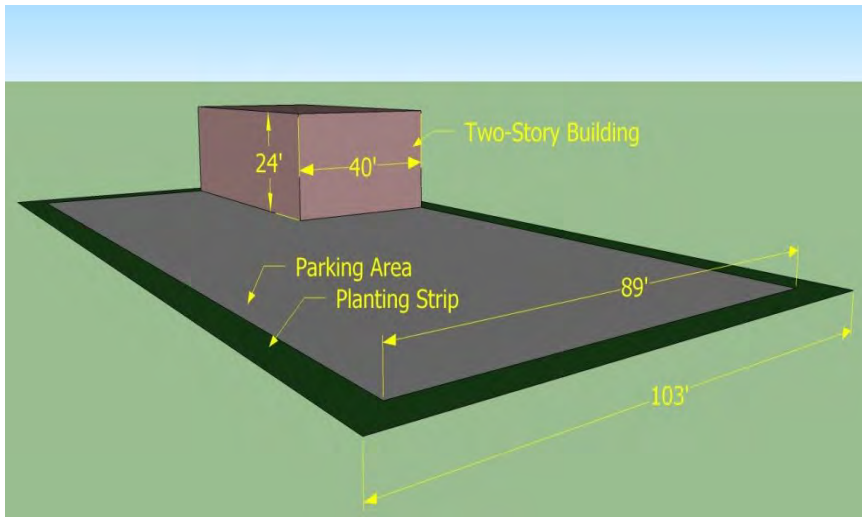 Two-Story Building
24'
40'
Parking Area
89'
Planting Strip
103'